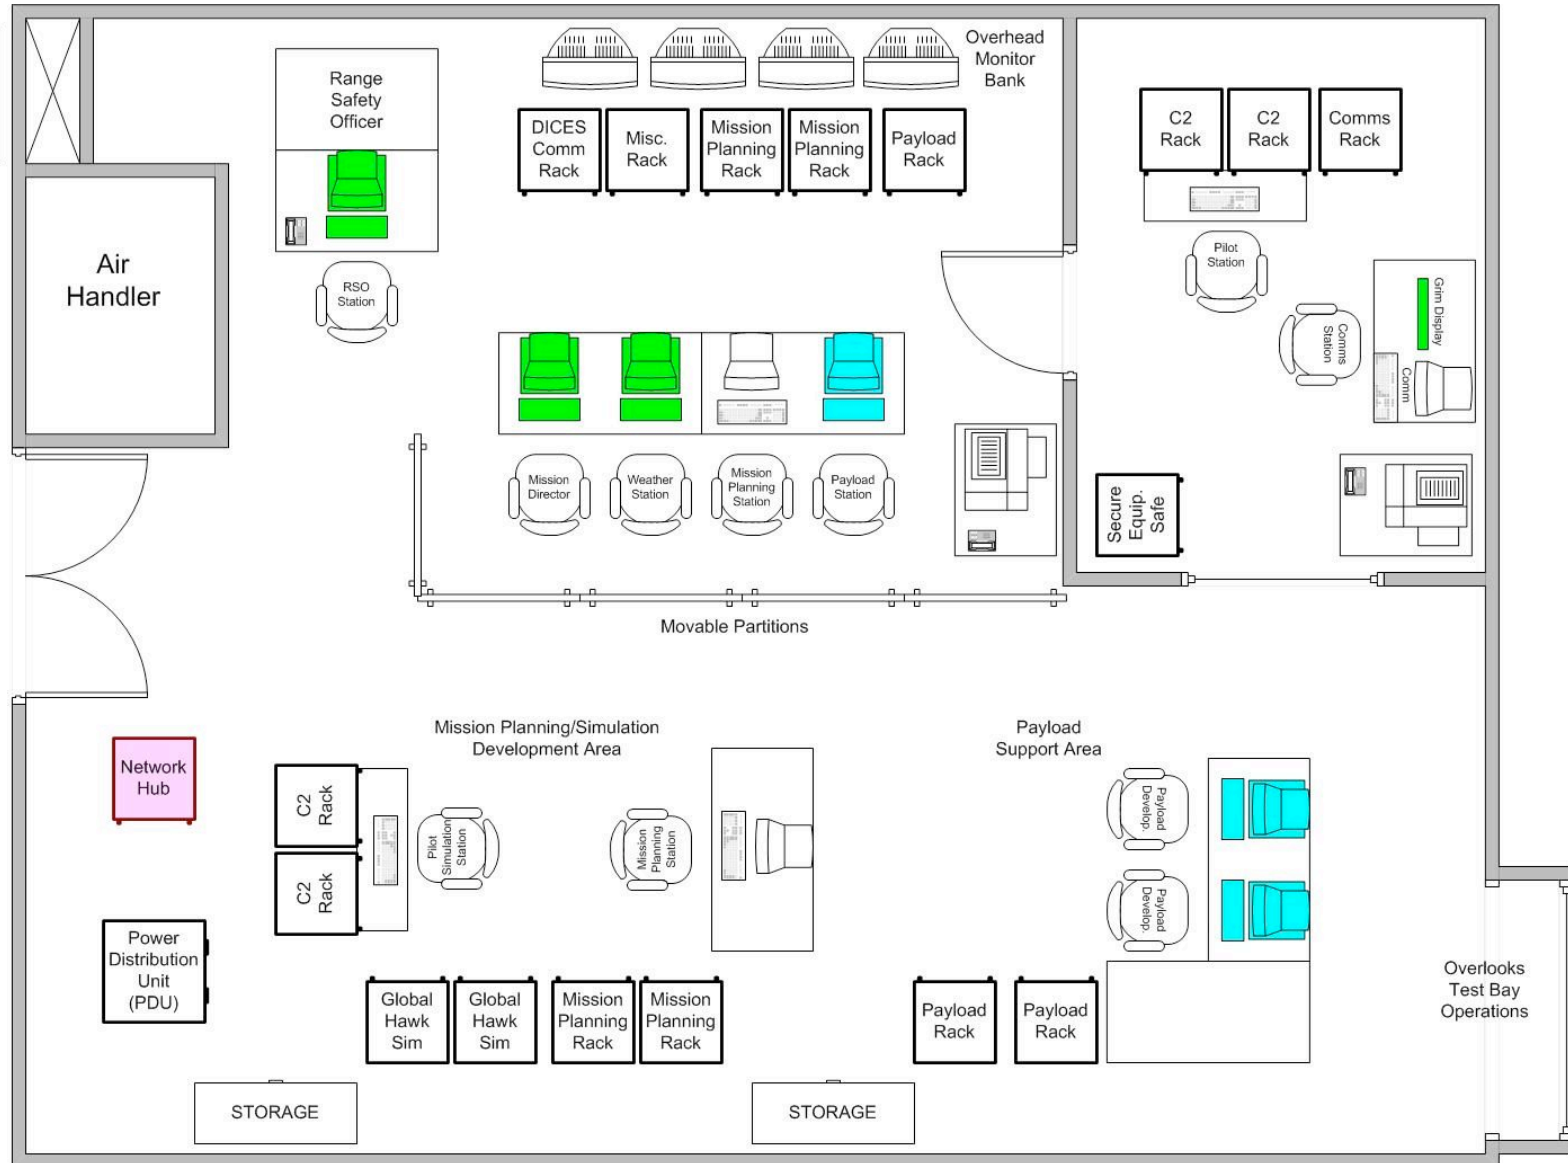 Range
Safety
Officer
Overhead
Monitor
Bank
DICES
Comm
Rack
Misc.
Rack
Mission
Planning
Rack
Mission
Planning
Rack
Payload
Rack
C2
Rack
C2
Rack
Comms
Rack
Air
Handler
RSO
Station
Pilot
Station
Comms
Station
Grim Display
Comm
Mission
Director
Weather
Station
Mission
Planning
Station
Payload
Station
Secure
Equip.
Safe
Movable Partitions
Mission Planning/Simulation
Development Area
Payload
Support Area
Network
Hub
C2
Rack
C2
Rack
Pilot
Simulation
Station
Mission
Planning
Station
Payload
Develop.
Payload
Develop.
Power
Distribution
Unit
(PDU)
Global
Hawk
Sim
Global
Hawk
Sim
Mission
Planning
Rack
Mission
Planning
Rack
Payload
Rack
Payload
Rack
Overlooks
Test Bay
Operations
STORAGE
STORAGE